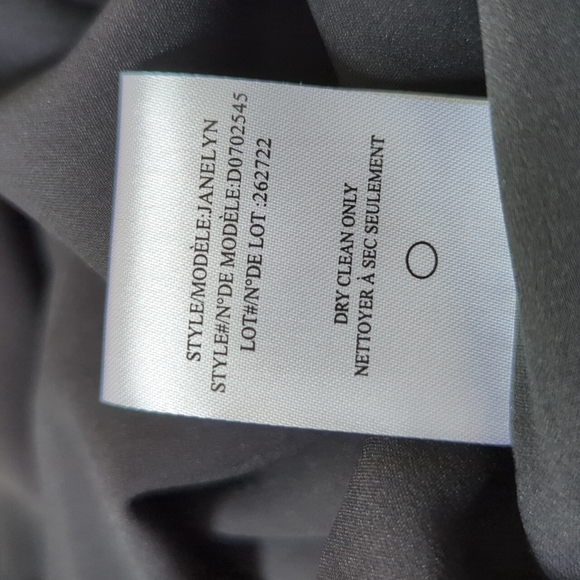 STYLE/MODÈLE:JANELYN
STYLE#/N°DE MODÈLE:D0702545
LOT#/N°DE LOT :262722
DRY CLEAN ONLY
NETTOYER À SEC SEULEMENT